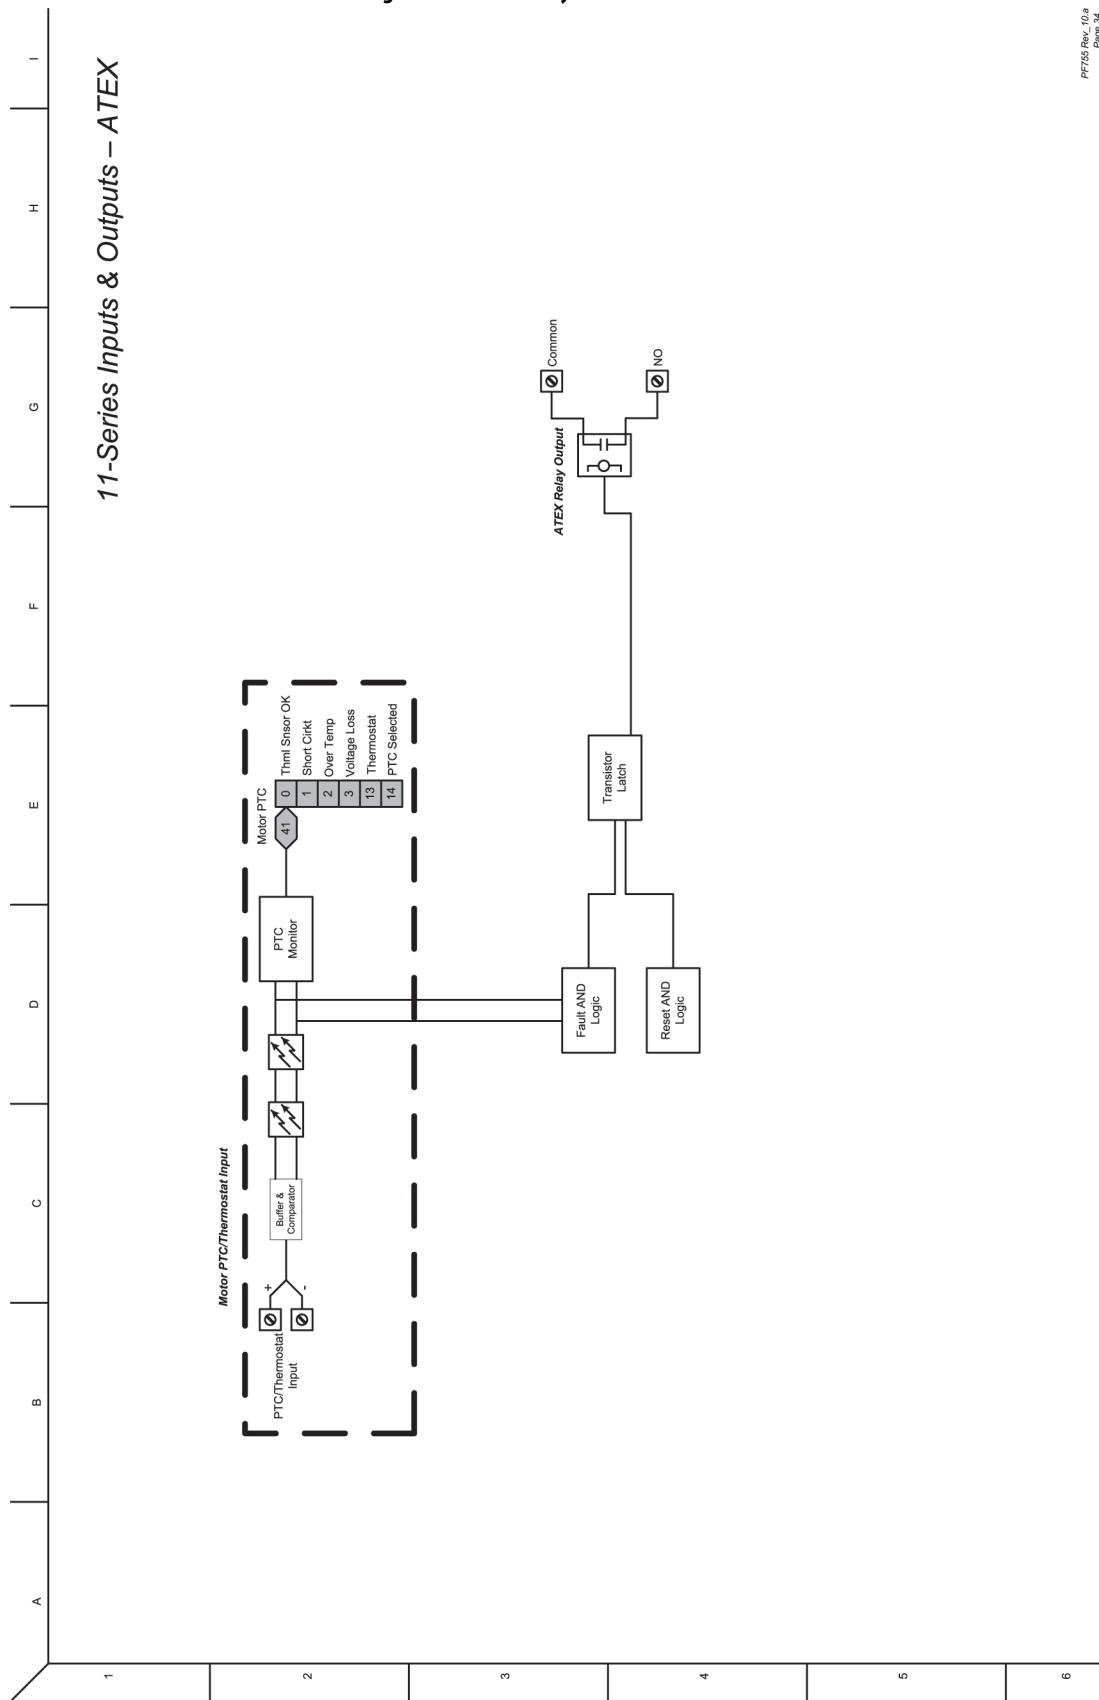 11-Series Inputs & Outputs – ATEX
A
B
C
D
E
F
G
H
I
1
2
3
4
5
6
Motor PTC/Thermostat Input
PTC/Thermostat
Input
+
-
Buffer &
Comparator
PTC
Monitor
Motor PTC
41
0 Thml Snsor OK
1 Short Cirkt
2 Over Temp
3 Voltage Loss
13 Thermostat
14 PTC Selected
Fault AND
Logic
Reset AND
Logic
Transistor
Latch
ATEX Relay Output
Common
NO
PF755 Rev_10.a
Page 34